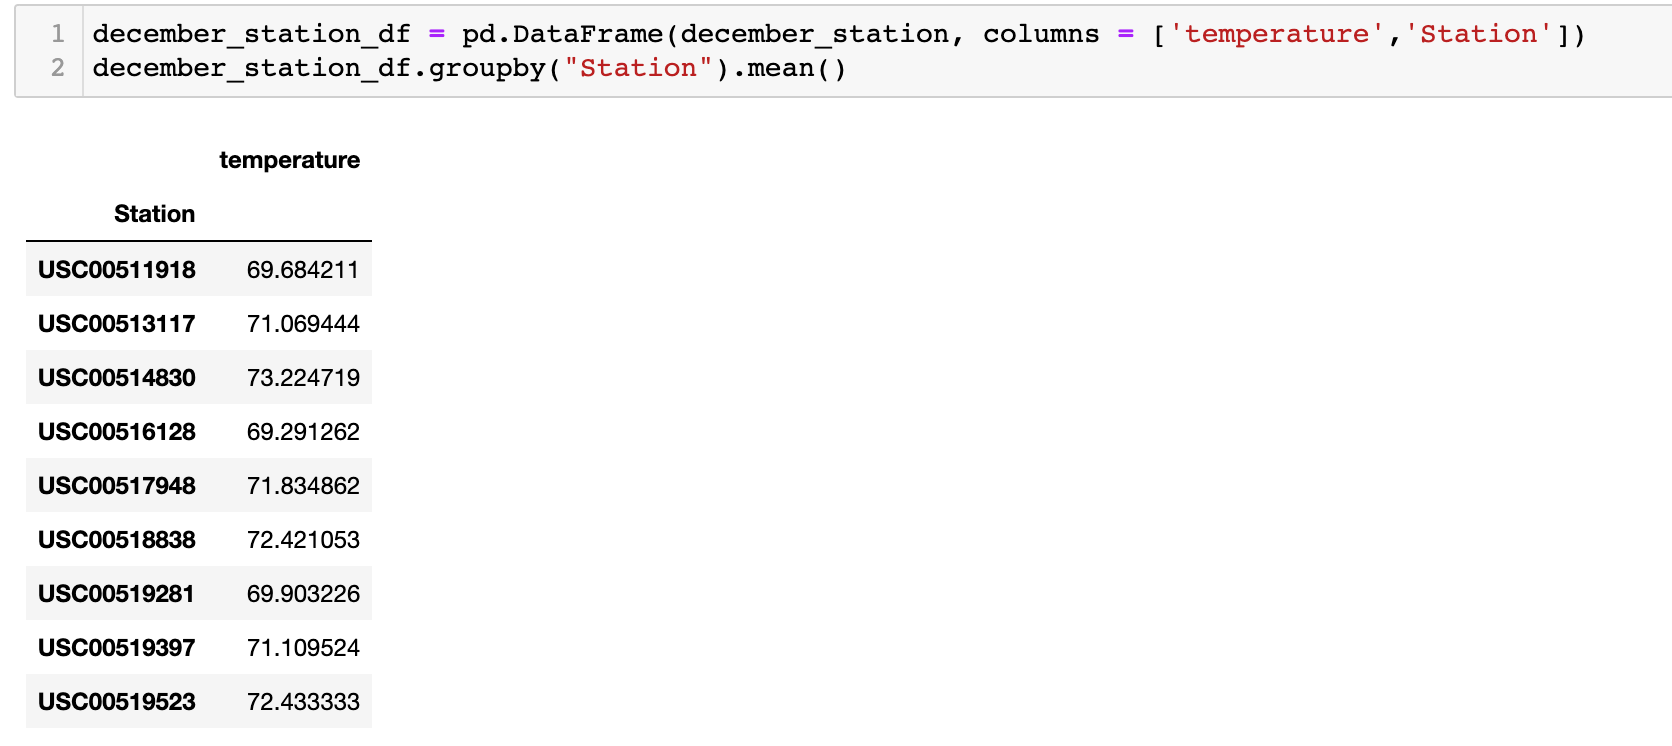 1 december_station_df = pd.DataFrame(december_station, columns = ['temperature','Station'])
2 december_station_df.groupby("Station").mean()
temperature
Station
USC00511918 69.684211
USC00513117 71.069444
USC00514830 73.224719
USC00516128 69.291262
USC00517948 71.834862
USC00518838 72.421053
USC00519281 69.903226
USC00519397 71.109524
USC00519523 72.433333